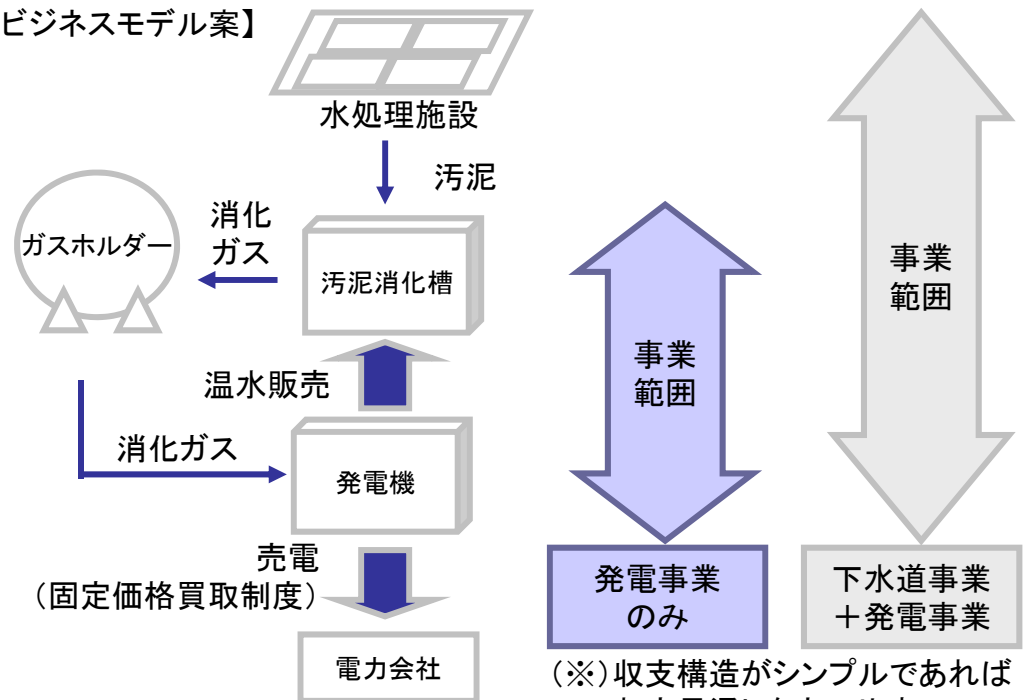 ビジネスモデル案】
水処理施設
汚泥
消化
ガス
ガスホルダー
汚泥消化槽
温水販売
消化ガス
発電機
売電
（固定価格買取制度）
電力会社
事業
範囲
発電事業
のみ
事業
範囲
下水道事業
＋発電事業
（※）収支構造がシンプルであれば